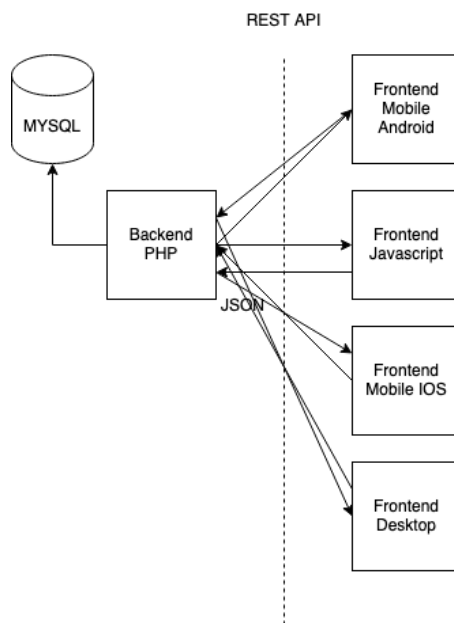 REST API
MYSQL
Frontend
Mobile
Android
Backend
PHP
Frontend
Javascript
JSON
Frontend
Mobile IOS
Frontend
Desktop